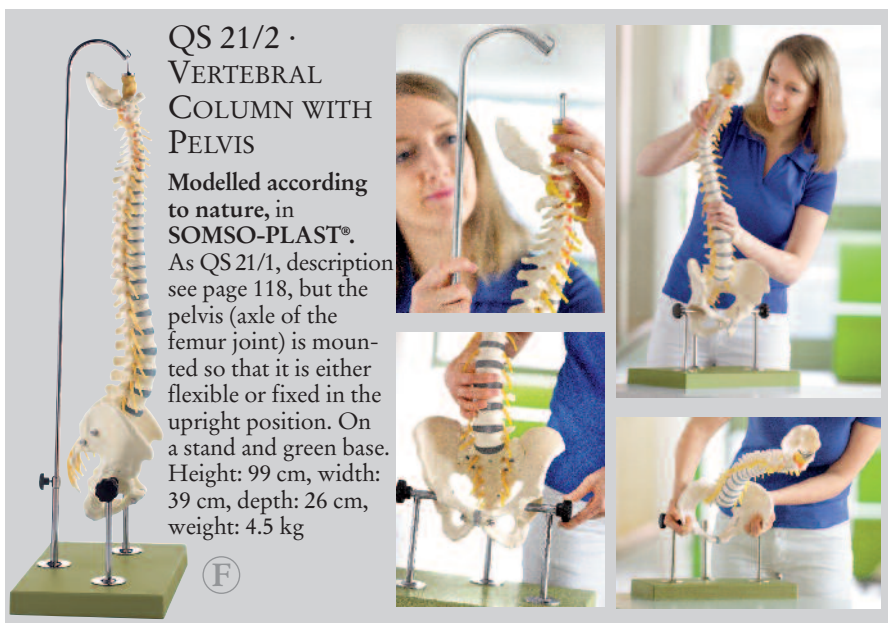 QS 21/2 ·
VERTEBRAL
COLUMN WITH
PELVIS
Modelled according
to nature, in
SOMSO-PLAST®.
As QS 21/1, description
see page 118, but the
pelvis (axle of the
femur joint) is moun-
ted so that it is either
flexible or fixed in the
upright position. On
a stand and green base.
Height: 99 cm, width:
39 cm, depth: 26 cm,
weight: 4.5 kg
F